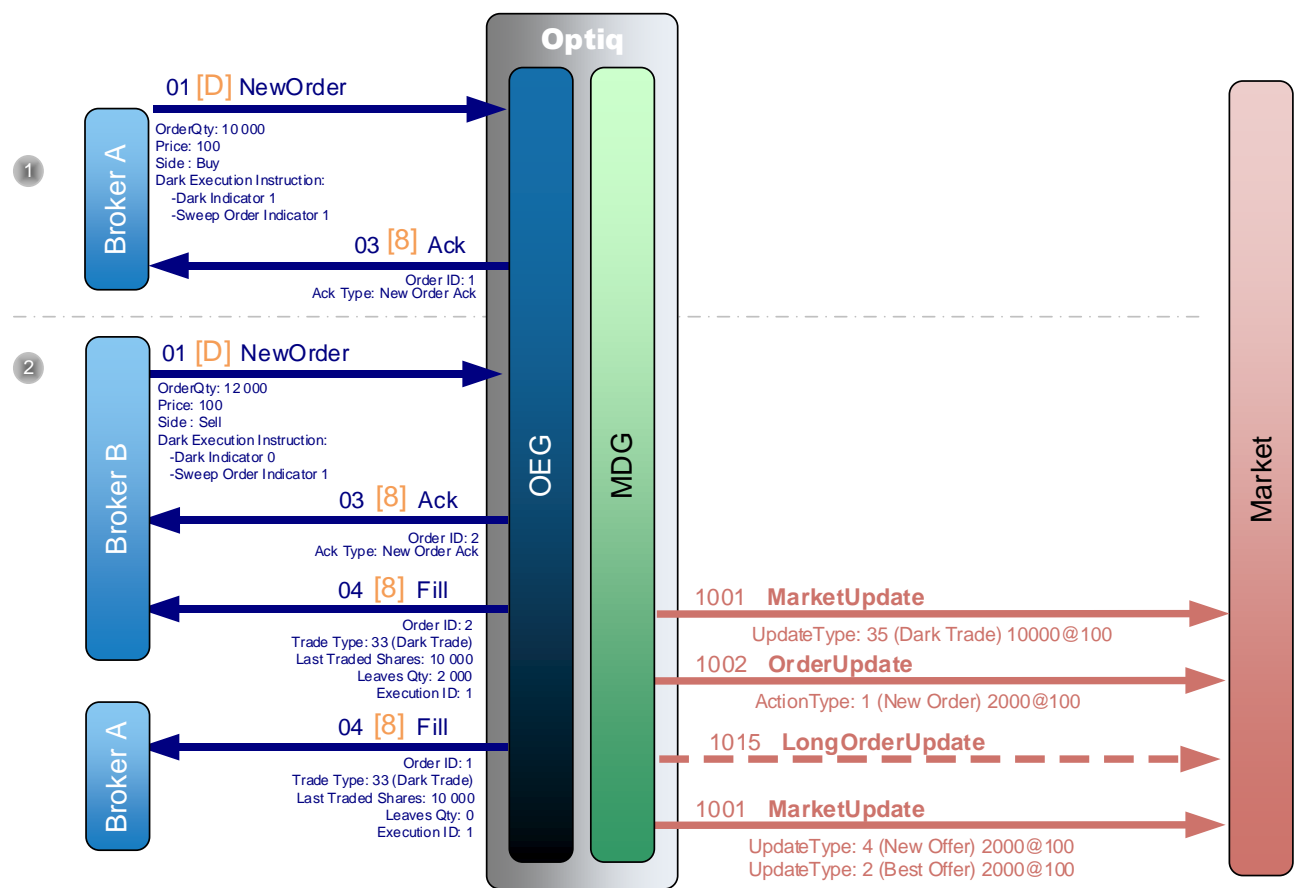 Optiq
01 [D] NewOrder
OrderQty: 10 000
Price: 100
Side : Buy
Dark Execution Instruction:
-Dark Indicator 1
-Sweep Order Indicator 1
1
Broker A
03 [8] Ack
Order ID: 1
Ack Type: New Order Ack
2
01 [D] NewOrder
OrderQty: 12 000
Price: 100
Side : Sell
Dark Execution Instruction:
-Dark Indicator 0
-Sweep Order Indicator 1
Broker B
OEG
MDG
Market
03 [8] Ack
Order ID: 2
Ack Type: New Order Ack
04 [8] Fill
Order ID: 2
Trade Type: 33 (Dark Trade)
Last Traded Shares: 10 000
Leaves Qty: 2 000
Execution ID: 1
1001 MarketUpdate
UpdateType: 35 (Dark Trade) 10000@100
1002 OrderUpdate
ActionType: 1 (New Order) 2000@100
Broker A
04 [8] Fill
Order ID: 1
Trade Type: 33 (Dark Trade)
Last Traded Shares: 10 000
Leaves Qty: 0
Execution ID: 1
1015 LongOrderUpdate
1001 MarketUpdate
UpdateType: 4 (New Offer) 2000@100
UpdateType: 2 (Best Offer) 2000@100